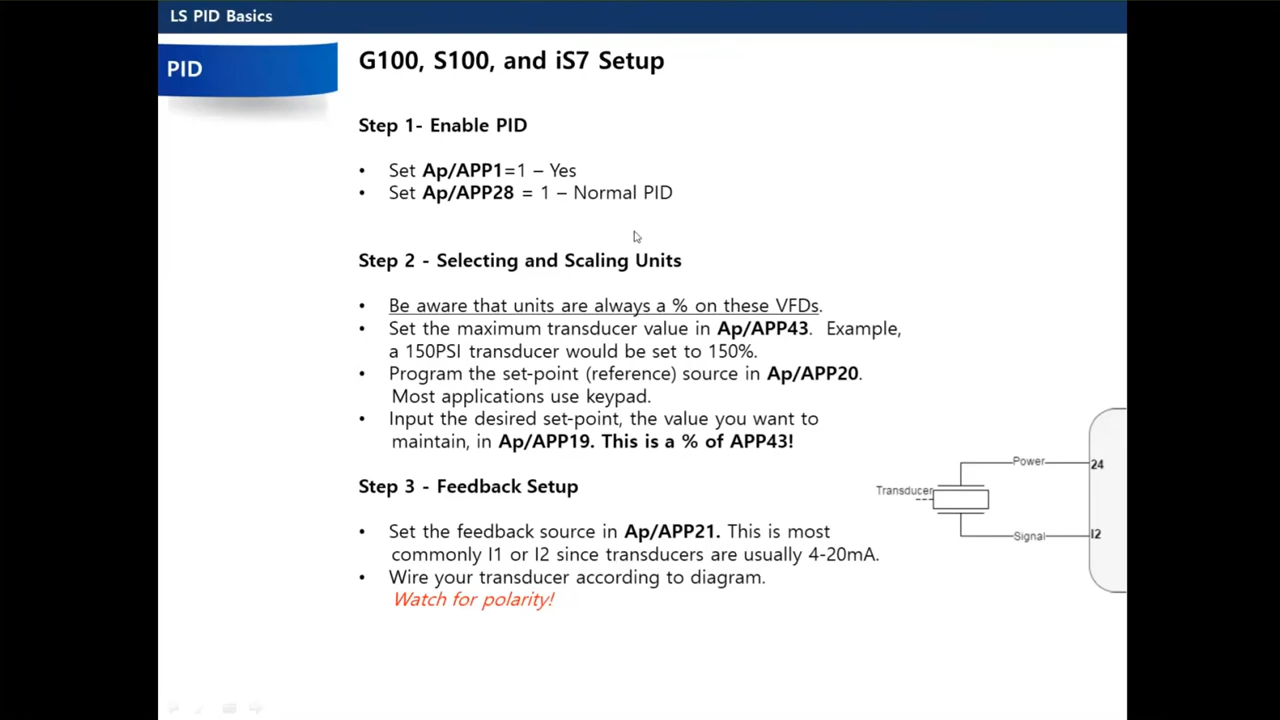 LS PID Basics
PID
G100, S100, and iS7 Setup
Step 1- Enable PID
• Set Ap/APP1=1 – Yes
• Set Ap/APP28 = 1 – Normal PID
Step 2 - Selecting and Scaling Units
• Be aware that units are always a % on these VFDs.
• Set the maximum transducer value in Ap/APP43. Example,
a 150PSI transducer would be set to 150%.
• Program the set-point (reference) source in Ap/APP20.
Most applications use keypad.
• Input the desired set-point, the value you want to
maintain, in Ap/APP19. This is a % of APP43!
Step 3 - Feedback Setup
• Set the feedback source in Ap/APP21. This is most
commonly I1 or I2 since transducers are usually 4-20mA.
• Wire your transducer according to diagram.
Watch for polarity!
Power
24
Transducer
Signal
I2